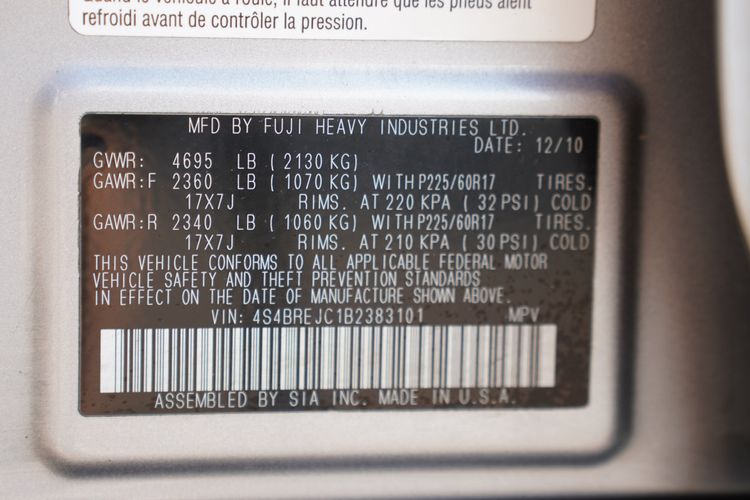 refroidi avant de contrôler la pression.
MFD BY FUJI HEAVY INDUSTRIES LTD.
DATE: 12/10
GVWR: 4695 LB (2130 KG)
GAWR:F 2360 LB (1070 KG) WITH P225/60R17 TIRES.
17X7J RIMS. AT 220 KPA (32 PSI) COLD
GAWR:R 2340 LB (1060 KG) WITH P225/60R17 TIRES.
17X7J RIMS. AT 210 KPA (30 PSI) COLD
THIS VEHICLE CONFORMS TO ALL APPLICABLE FEDERAL MOTOR
VEHICLE SAFETY AND THEFT PREVENTION STANDARDS
IN EFFECT ON THE DATE OF MANUFACTURE SHOWN ABOVE.
VIN: 4S4BREJC1B2383101 MPV
ASSEMBLED BY SIA INC. MADE IN U.S.A.